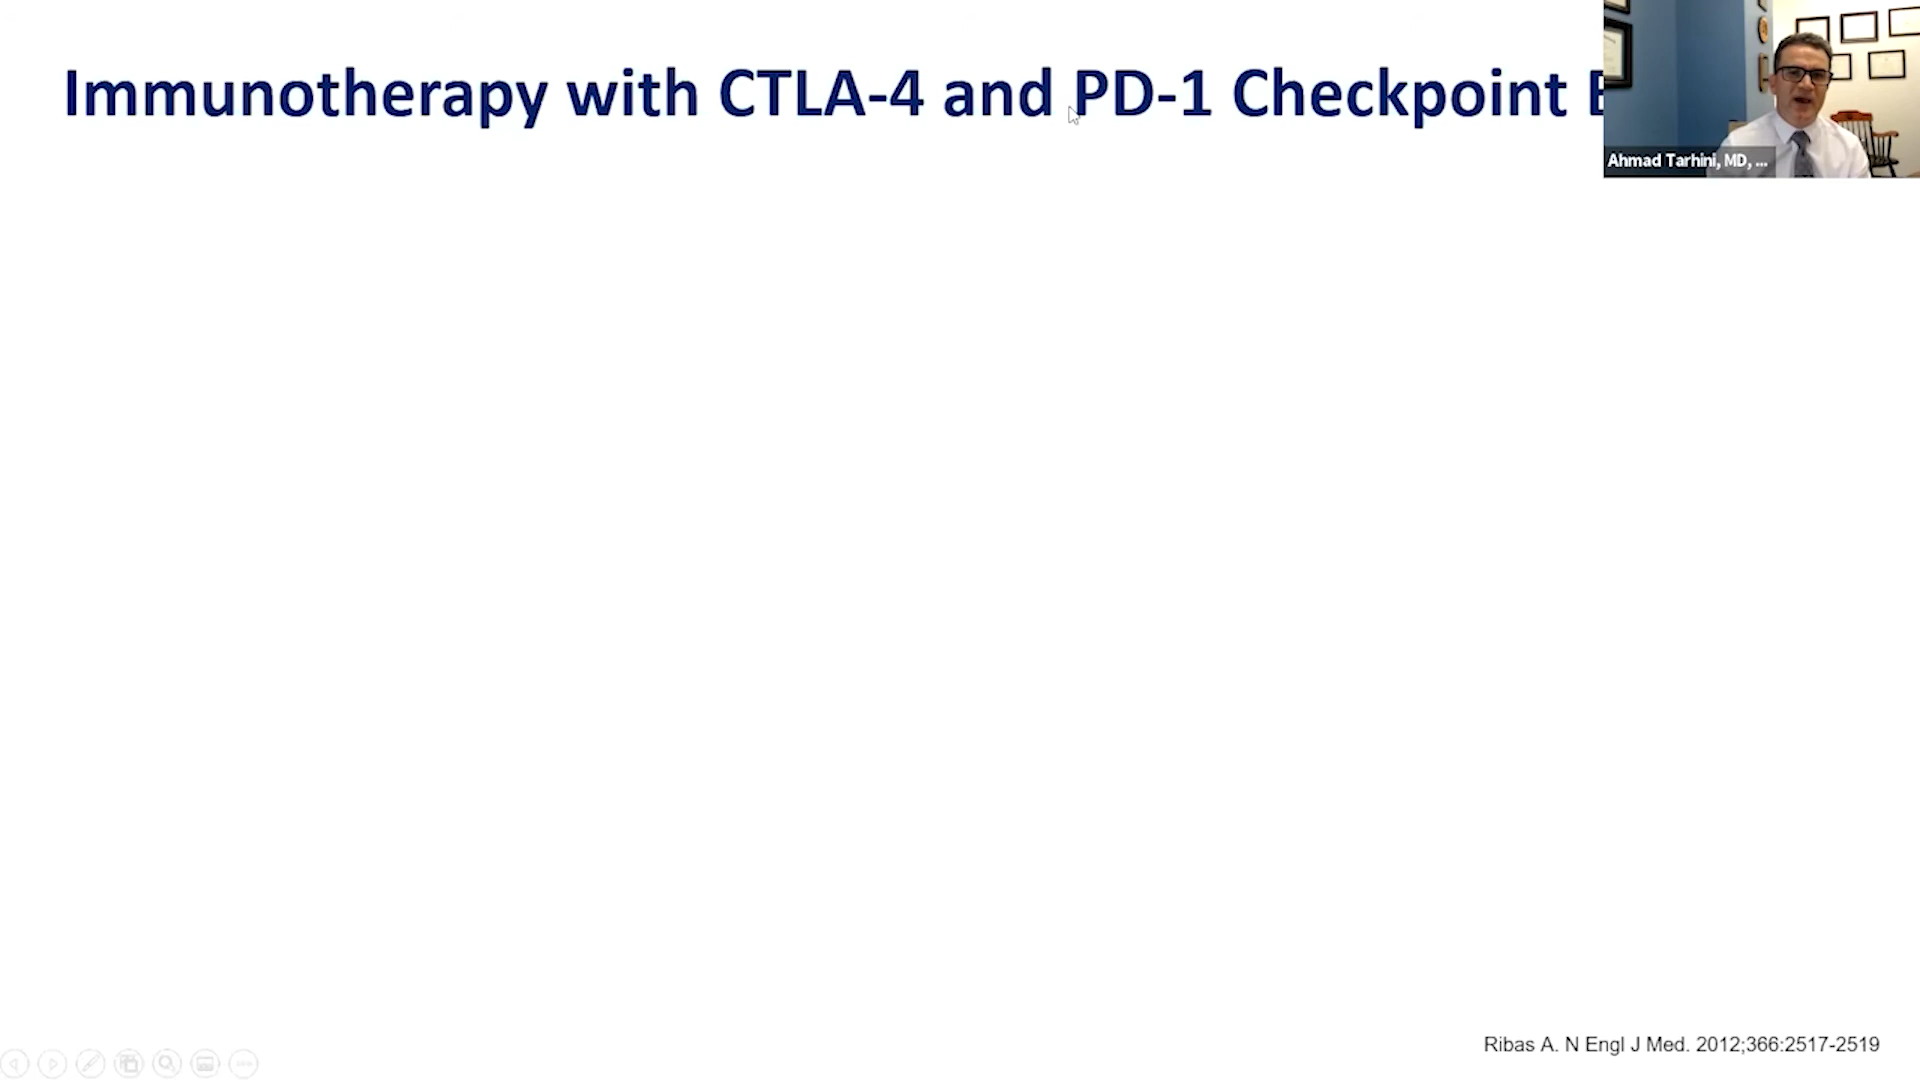 Immunotherapy with CTLA-4 and PD-1 Checkpoint
Ahmad Tarhini, MD, ...
Ribas A. N Engl J Med. 2012;366:2517-2519